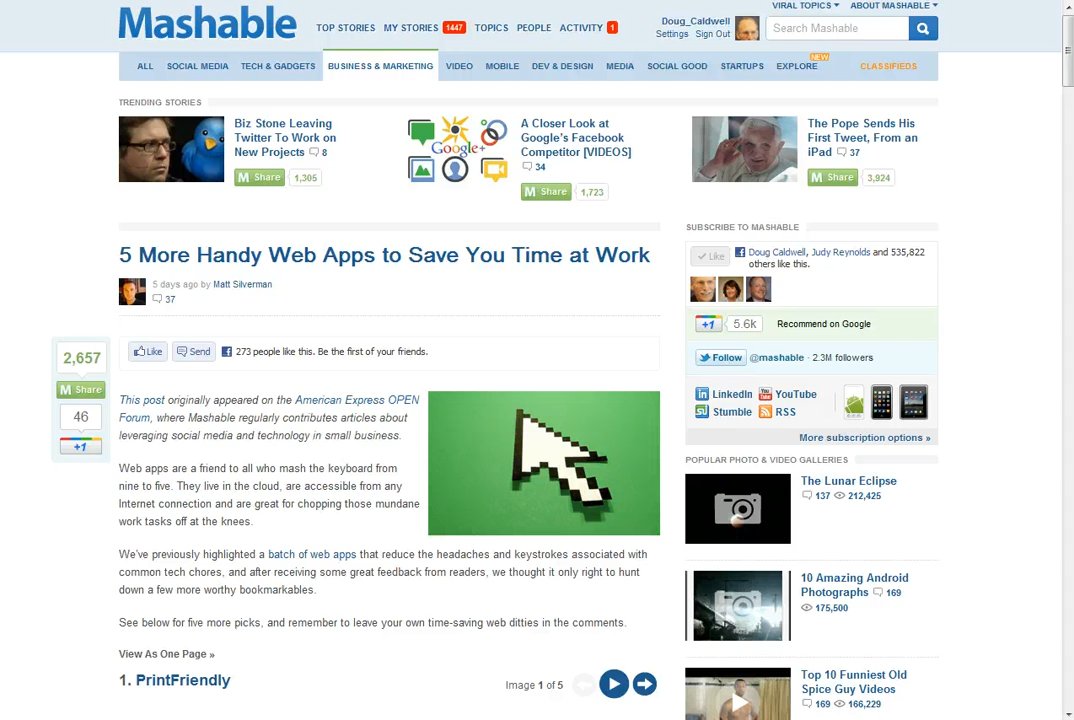 VIRAL TOPICS ABOUT MASHABLE
Mashable
TOP STORIES MY STORIES 1447 TOPICS PEOPLE ACTIVITY 1
Doug_Caldwell
Settings Sign Out
Search Mashable
NEW
ALL SOCIAL MEDIA TECH & GADGETS BUSINESS & MARKETING VIDEO MOBILE DEV & DESIGN MEDIA SOCIAL GOOD STARTUPS EXPLORE CLASSIFIEDS
TRENDING STORIES
Biz Stone Leaving
Twitter To Work on
New Projects 8
M Share 1,305
Google+
A Closer Look at
Google's Facebook
Competitor [VIDEOS]
34
M Share 1,723
The Pope Sends His
First Tweet, From an
iPad 37
M Share 3,924
5 More Handy Web Apps to Save You Time at Work
5 days ago by Matt Silverman
37
2,657
M Share
46
+1
Like Send 273 people like this. Be the first of your friends.
This post originally appeared on the American Express OPEN
Forum, where Mashable regularly contributes articles about
leveraging social media and technology in small business.
Web apps are a friend to all who mash the keyboard from
nine to five. They live in the cloud, are accessible from any
Internet connection and are great for chopping those mundane
work tasks off at the knees.
We've previously highlighted a batch of web apps that reduce the headaches and keystrokes associated with
common tech chores, and after receiving some great feedback from readers, we thought it only right to hunt
down a few more worthy bookmarkables.
See below for five more picks, and remember to leave your own time-saving web ditties in the comments.
View As One Page »
1. PrintFriendly
Image 1 of 5
SUBSCRIBE TO MASHABLE
Like Doug Caldwell, Judy Reynolds and 535,822
others like this.
+1 5.6k Recommend on Google
Follow @mashable · 2.3M followers
LinkedIn YouTube
Stumble RSS
More subscription options »
POPULAR PHOTO & VIDEO GALLERIES
The Lunar Eclipse
137 212,425
10 Amazing Android
Photographs 169
175,500
Top 10 Funniest Old
Spice Guy Videos
169 166,229